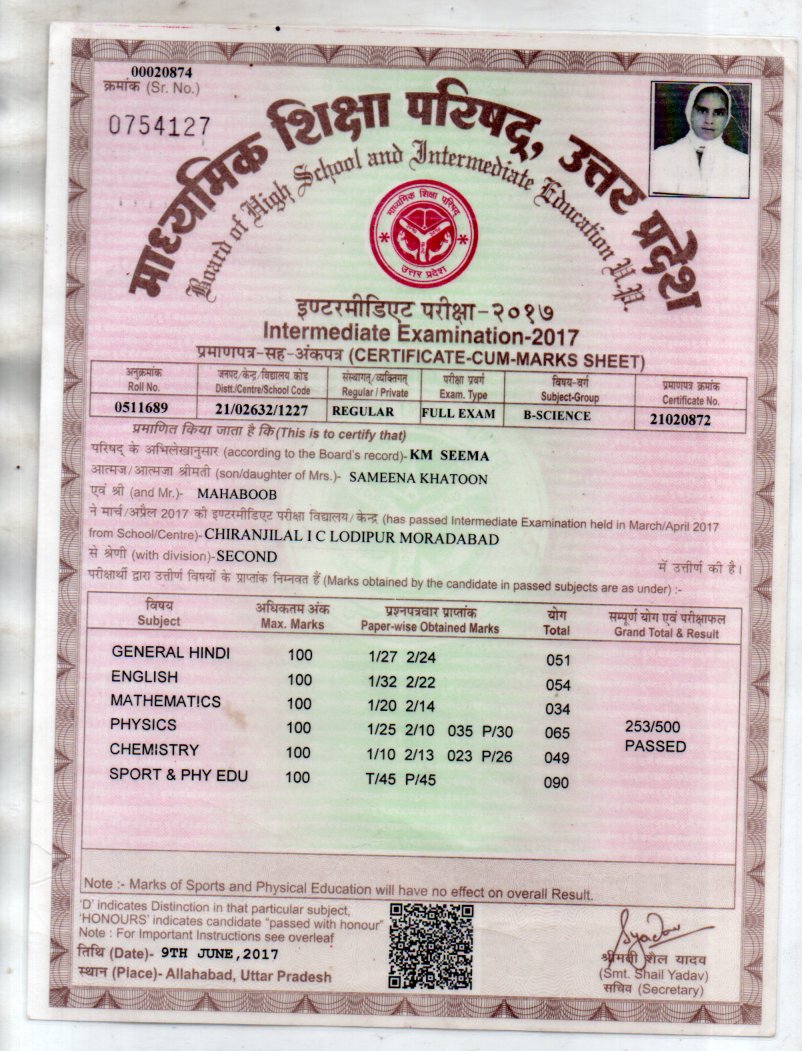 00020874
क्रमांक (Sr. No.)
0754127
माध्यमिक शिक्षा परिषद्, उत्तर प्रदेश
Board of High School and Intermediate Education U.P.
माध्यमिक शिक्षा परिषद
उत्तर प्रदेश
इण्टरमीडिएट परीक्षा-२०१७
Intermediate Examination-2017
प्रमाणपत्र-सह-अंकपत्र (CERTIFICATE-CUM-MARKS SHEET)
अनुक्रमांक जनपद/केन्द्र/विद्यालय कोड संस्थागत/व्यक्तिगत परीक्षा प्रवर्ग विषय-वर्ग प्रमाणपत्र क्रमांक
Roll No. Distt./Centre/School Code Regular / Private Exam. Type Subject-Group Certificate No.
0511689 21/02632/1227 REGULAR FULL EXAM B-SCIENCE 21020872
प्रमाणित किया जाता है कि (This is to certify that)
परिषद् के अभिलेखानुसार (according to the Board's record)- KM SEEMA
आत्मज/आत्मजा श्रीमती (son/daughter of Mrs.)- SAMEENA KHATOON
एवं श्री (and Mr.)- MAHABOOB
ने मार्च/अप्रैल 2017 की इण्टरमीडिएट परीक्षा विद्यालय/केन्द्र (has passed Intermediate Examination held in March/April 2017
from School/Centre)- CHIRANJILAL I C LODIPUR MORADABAD
से श्रेणी (with division)- SECOND में उत्तीर्ण की है।
परीक्षार्थी द्वारा उत्तीर्ण विषयों के प्राप्तांक निम्नवत हैं (Marks obtained by the candidate in passed subjects are as under) :-
विषय अधिकतम अंक प्रश्नपत्रवार प्राप्तांक योग सम्पूर्ण योग एवं परीक्षाफल
Subject Max. Marks Paper-wise Obtained Marks Total Grand Total & Result
GENERAL HINDI 100 1/27 2/24 051
ENGLISH 100 1/32 2/22 054
MATHEMATICS 100 1/20 2/14 034
PHYSICS 100 1/25 2/10 035 P/30 065 253/500
CHEMISTRY 100 1/10 2/13 023 P/26 049 PASSED
SPORT & PHY EDU 100 T/45 P/45 090
Note :- Marks of Sports and Physical Education will have no effect on overall Result.
'D' indicates Distinction in that particular subject,
'HONOURS' indicates candidate "passed with honour"
Note : For Important Instructions see overleaf
तिथि (Date)- 9TH JUNE,2017
स्थान (Place)- Allahabad, Uttar Pradesh
Syadav
श्रीमती शैल यादव
(Smt. Shail Yadav)
सचिव (Secretary)